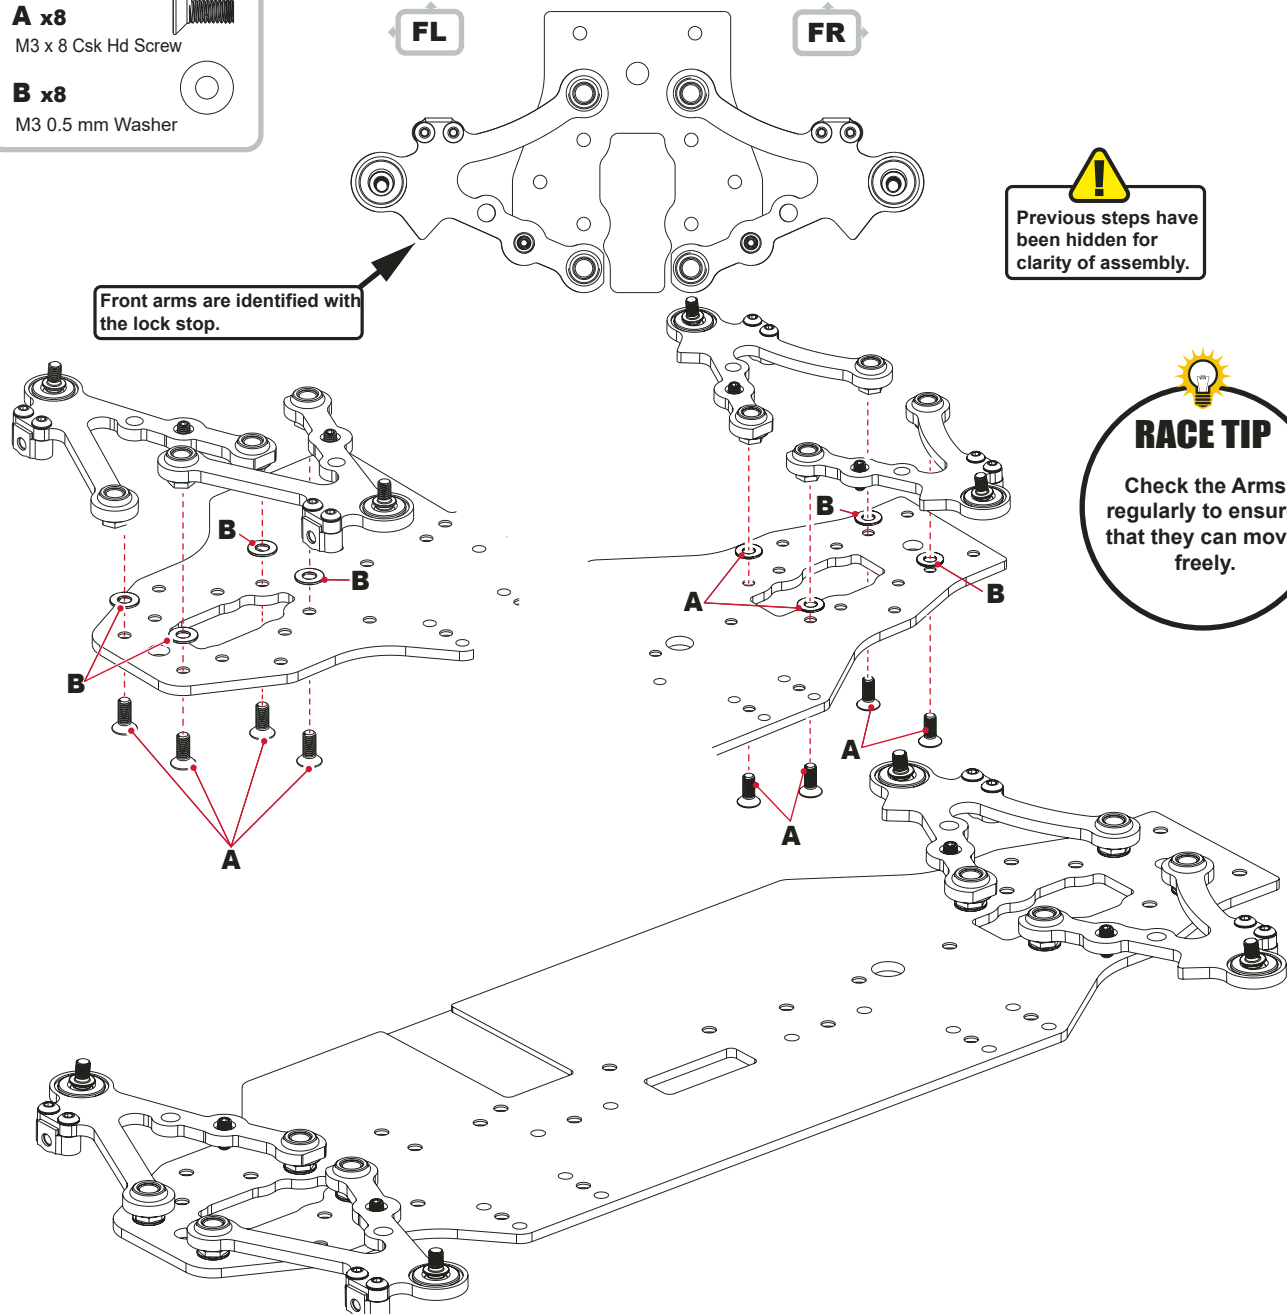 A x8
M3 x 8 Csk Hd Screw
B x8
M3 0.5 mm Washer
FL
FR
!
Previous steps have
been hidden for
clarity of assembly.
Front arms are identified with
the lock stop.
RACE TIP
Check the Arms
regularly to ensur
that they can mov
freely.
B
B
B
A
B
A
B
A
A
A